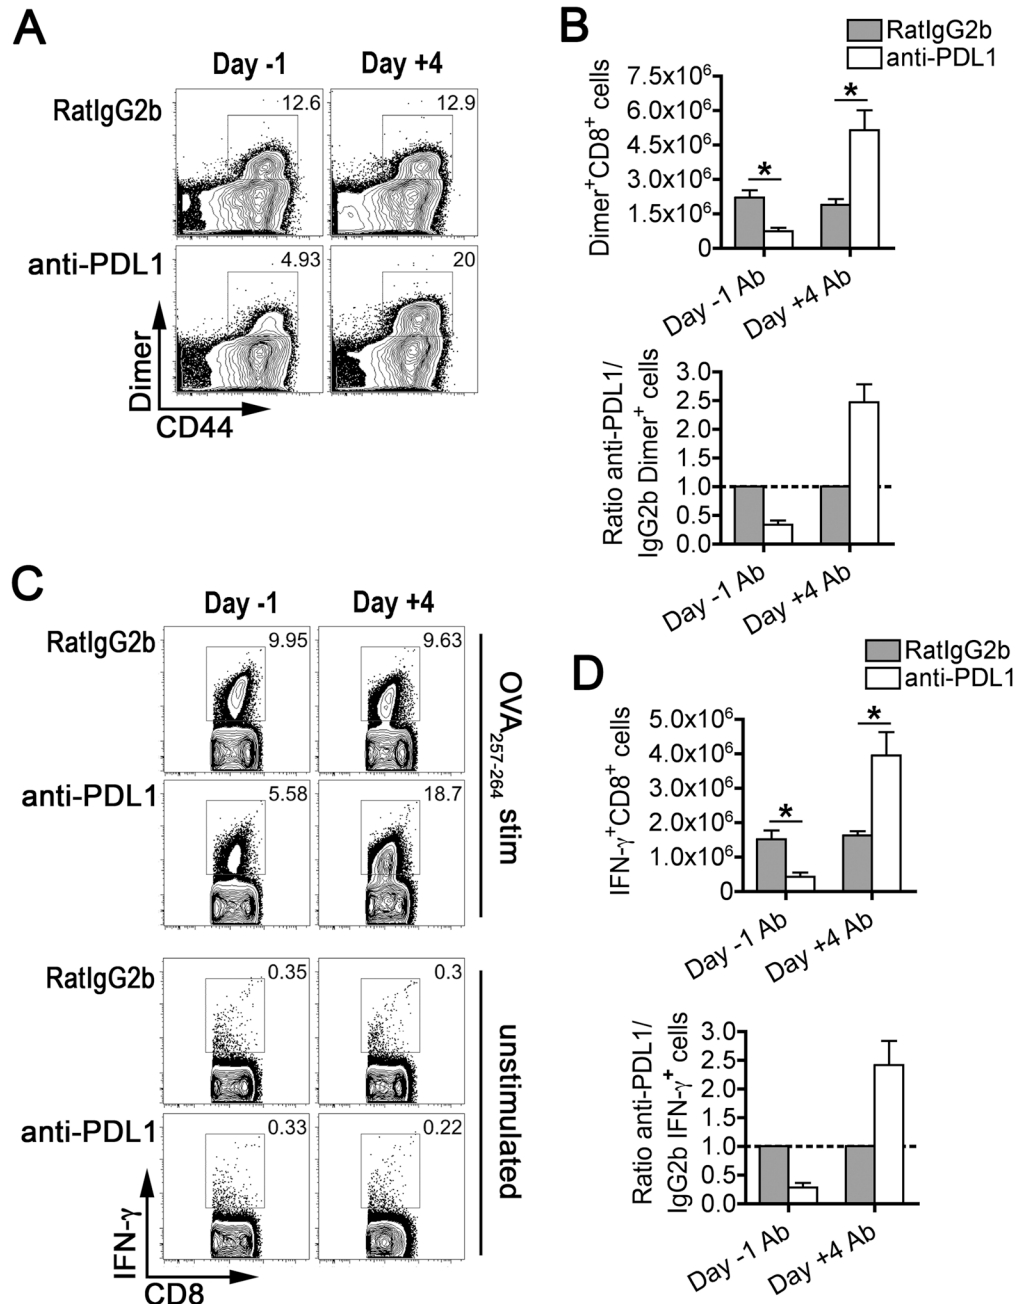 A
Day -1
Day +4
RatIgG2b
12.6
12.9
anti-PDL1
4.93
20
Dimer
CD44
B
RatIgG2b
anti-PDL1
Dimer⁺CD8⁺ cells
7.5x10⁶
6.0x10⁶
4.5x10⁶
3.0x10⁶
1.5x10⁶
0
*
*
Day -1 Ab
Day +4 Ab
Ratio anti-PDL1/
IgG2b Dimer⁺ cells
3.0
2.5
2.0
1.5
1.0
0.5
0.0
Day -1 Ab
Day +4 Ab
C
Day -1
Day +4
RatIgG2b
9.95
9.63
anti-PDL1
5.58
18.7
OVA₂₅₇₋₂₆₄ stim
RatIgG2b
0.35
0.3
anti-PDL1
0.33
0.22
unstimulated
IFN-γ
CD8
D
RatIgG2b
anti-PDL1
IFN-γ⁺CD8⁺ cells
5.0x10⁶
4.0x10⁶
3.0x10⁶
2.0x10⁶
1.0x10⁶
0
*
*
Day -1 Ab
Day +4 Ab
Ratio anti-PDL1/
IgG2b IFN-γ⁺ cells
3.0
2.5
2.0
1.5
1.0
0.5
0.0
Day -1 Ab
Day +4 Ab